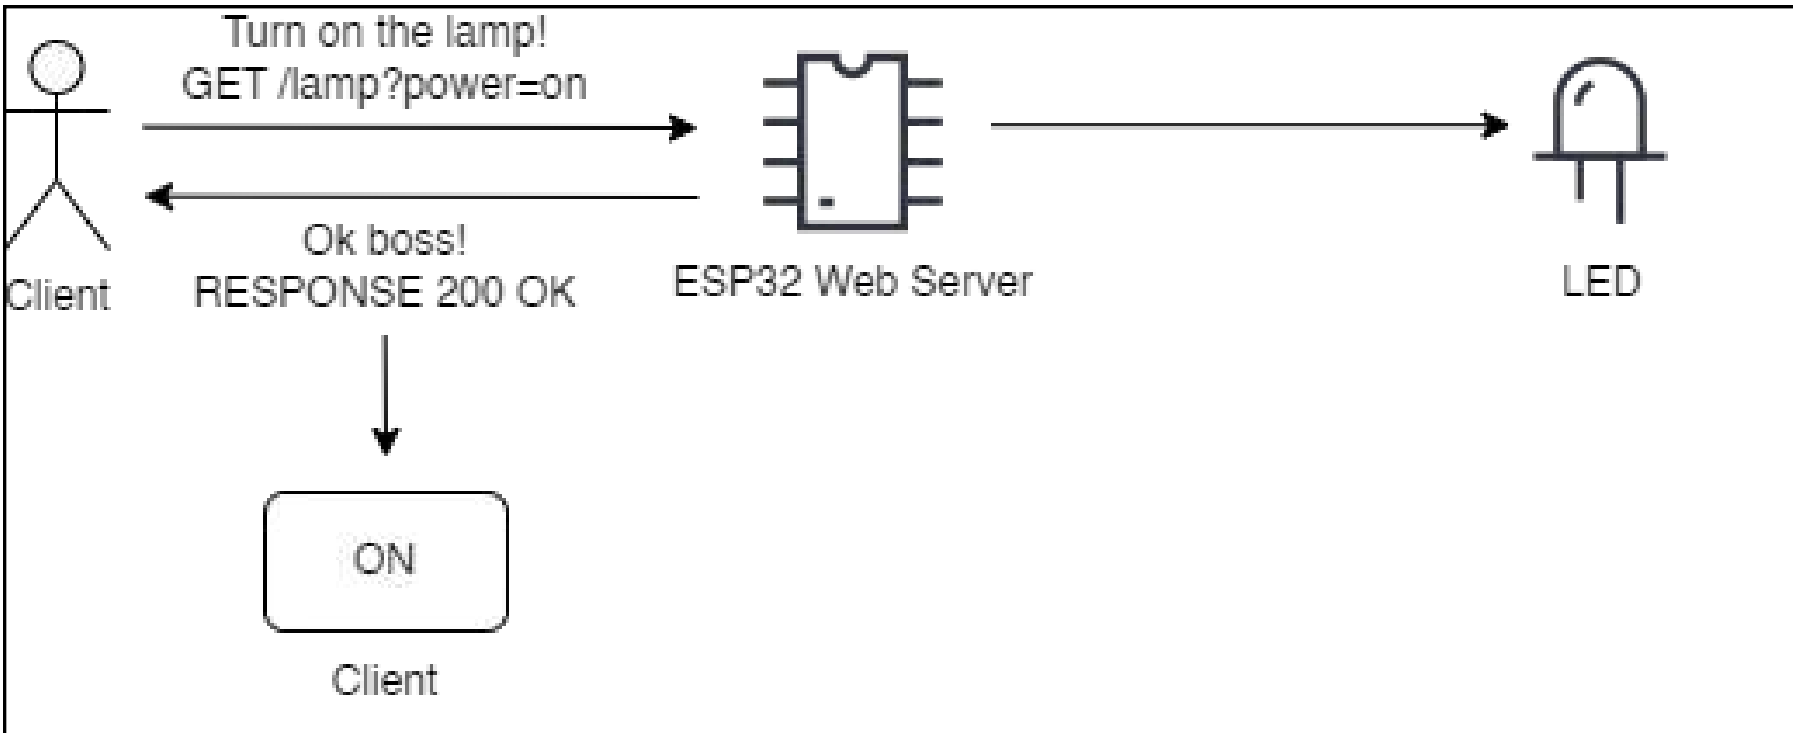 Turn on the lamp!
GET /lamp?power=on
Ok boss!
RESPONSE 200 OK
Client
ESP32 Web Server
LED
ON
Client